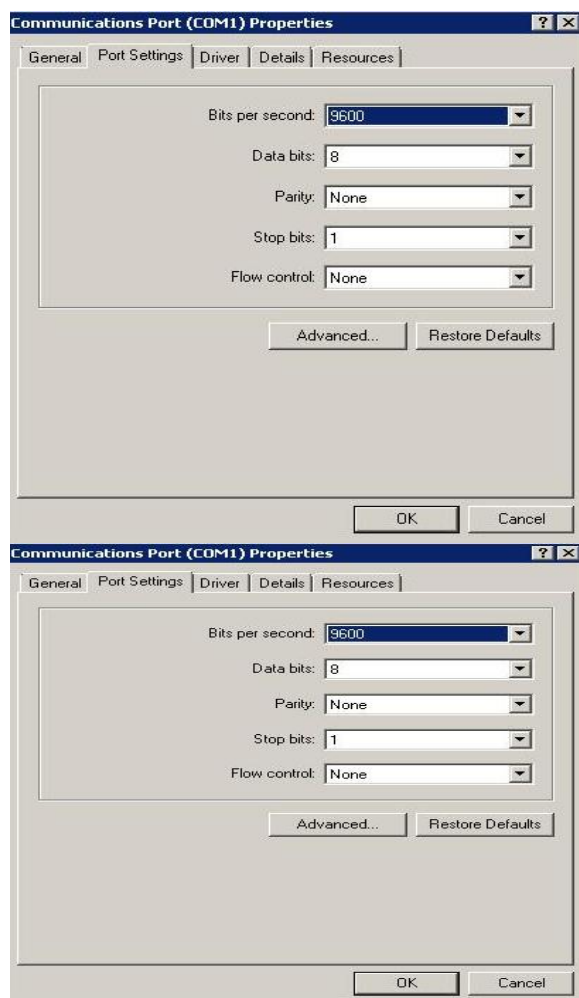 Communications Port (COM1) Properties
General Port Settings Driver Details Resources
Bits per second: 9600
Data bits: 8
Parity: None
Stop bits: 1
Flow control: None
Advanced... Restore Defaults
OK Cancel
Communications Port (COM1) Properties
General Port Settings Driver Details Resources
Bits per second: 9600
Data bits: 8
Parity: None
Stop bits: 1
Flow control: None
Advanced... Restore Defaults
OK Cancel